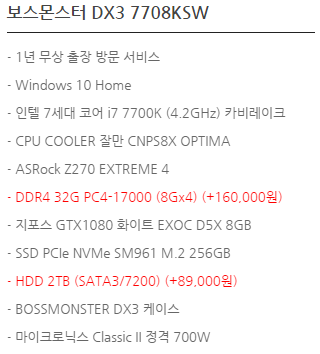 보스몬스터 DX3 7708KSW
- 1년 무상 출장 방문 서비스
- Windows 10 Home
- 인텔 7세대 코어 i7 7700K (4.2GHz) 카비레이크
- CPU COOLER 잘만 CNPS8X OPTIMA
- ASRock Z270 EXTREME 4
- DDR4 32G PC4-17000 (8Gx4) (+160,000원)
- 지포스 GTX1080 화이트 EXOC D5X 8GB
- SSD PCIe NVMe SM961 M.2 256GB
- HDD 2TB (SATA3/7200) (+89,000원)
- BOSSMONSTER DX3 케이스
- 마이크로닉스 Classic II 정격 700W